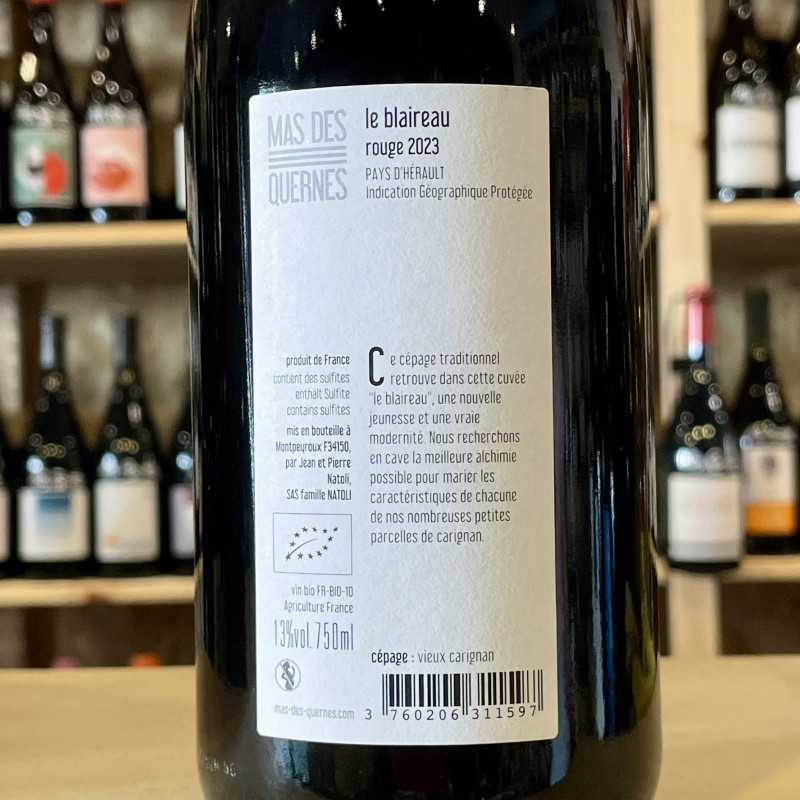 MAS DES
QUERNES
le blaireau
rouge 2023
PAYS D'HÉRAULT
Indication Géographique Protégée
produit de France
contient des sulfites
enthält Sulfite
contains sulfites
mis en bouteille à
Montpeyroux F34150,
par Jean et Pierre
Natoli,
SAS famille NATOLI
vin bio FR-BIO-10
Agriculture France
13%vol. 750ml
mas-des-quernes.com
Ce cépage traditionnel
retrouve dans cette cuvée
"le blaireau", une nouvelle
jeunesse et une vraie
modernité. Nous recherchons
en cave la meilleure alchimie
possible pour marier les
caractéristiques de chacune
de nos nombreuses petites
parcelles de carignan.
cépage : vieux carignan
3 760206 311597